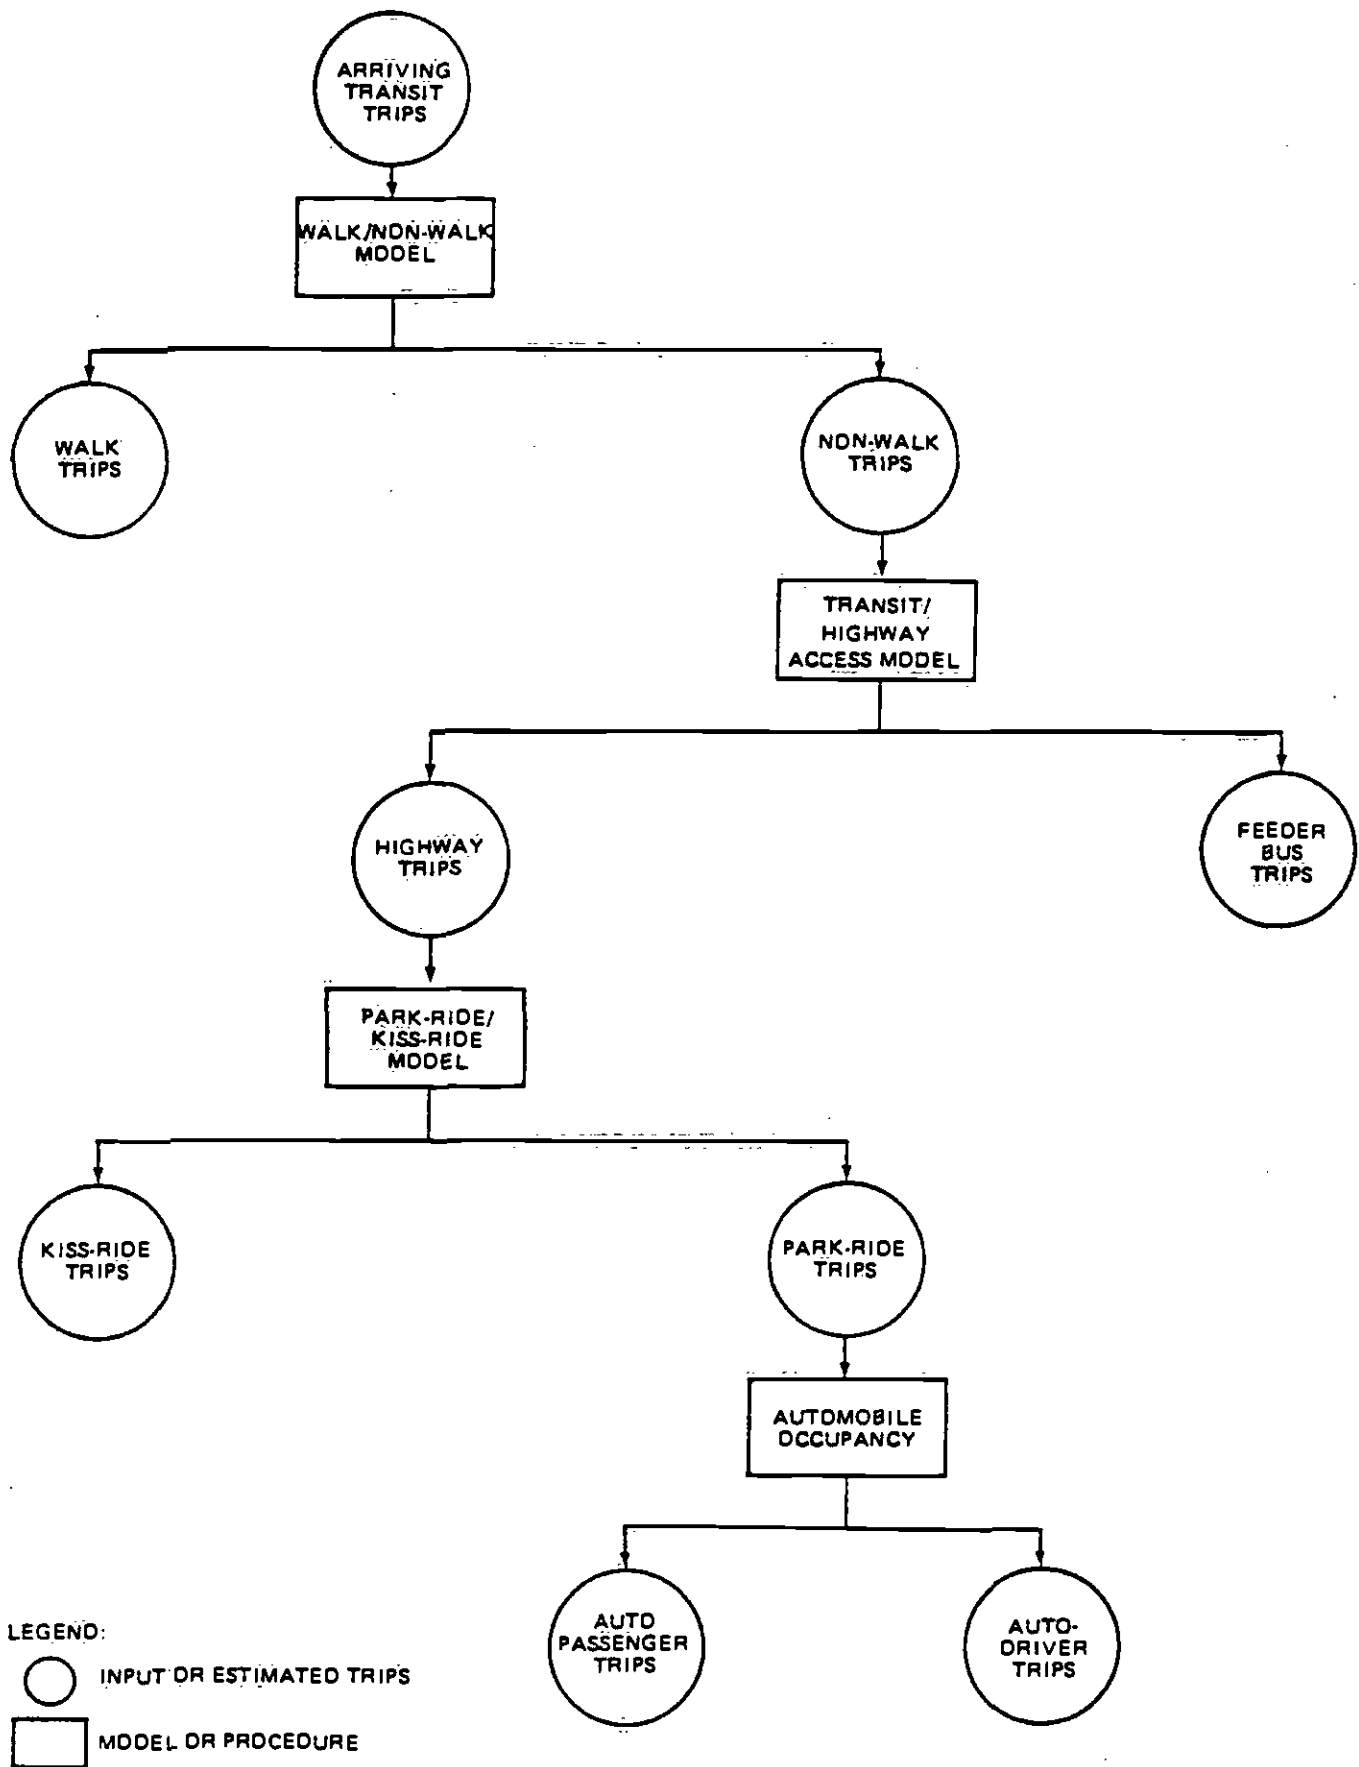 ARRIVING
TRANSIT
TRIPS
WALK/NON-WALK
MODEL
WALK
TRIPS
NON-WALK
TRIPS
TRANSIT/
HIGHWAY
ACCESS MODEL
HIGHWAY
TRIPS
FEEDER
BUS
TRIPS
PARK-RIDE/
KISS-RIDE
MODEL
KISS-RIDE
TRIPS
PARK-RIDE
TRIPS
AUTOMOBILE
OCCUPANCY
AUTO
PASSENGER
TRIPS
AUTO-
DRIVER
TRIPS
LEGEND:
INPUT OR ESTIMATED TRIPS
MODEL OR PROCEDURE